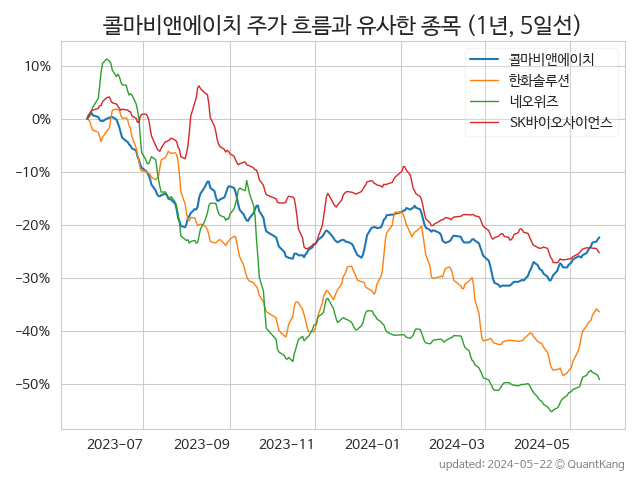 콜마비앤에이치 주가 흐름과 유사한 종목 (1년, 5일선)
콜마비앤에이치
한화솔루션
네오위즈
SK바이오사이언스
10%
0%
−10%
−20%
−30%
−40%
−50%
2023-07 2023-09 2023-11 2024-01 2024-03 2024-05
updated: 2024-05-22 © QuantKang